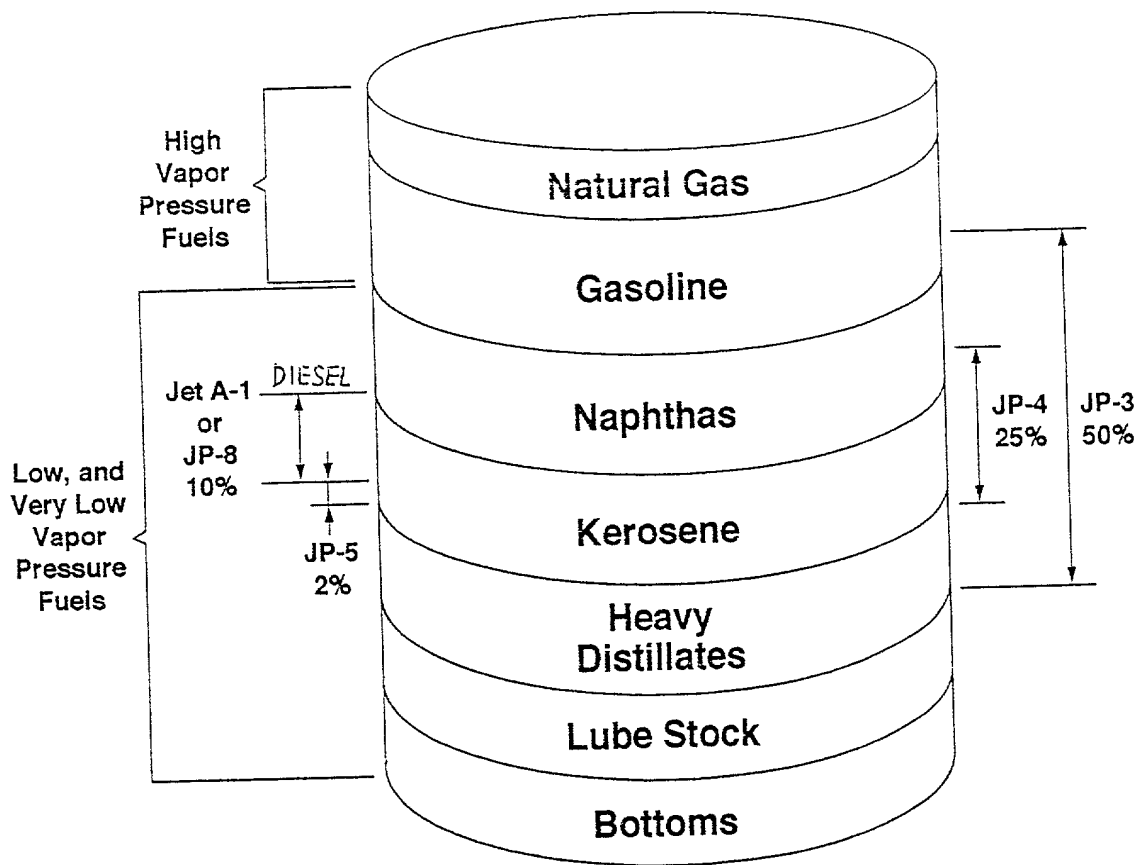 High
Vapor
Pressure
Fuels
Natural Gas
Gasoline
DIESEL
Jet A-1
or
JP-8
10%
Naphthas
JP-4
25%
JP-3
50%
Low, and
Very Low
Vapor
Pressure
Fuels
JP-5
2%
Kerosene
Heavy
Distillates
Lube Stock
Bottoms